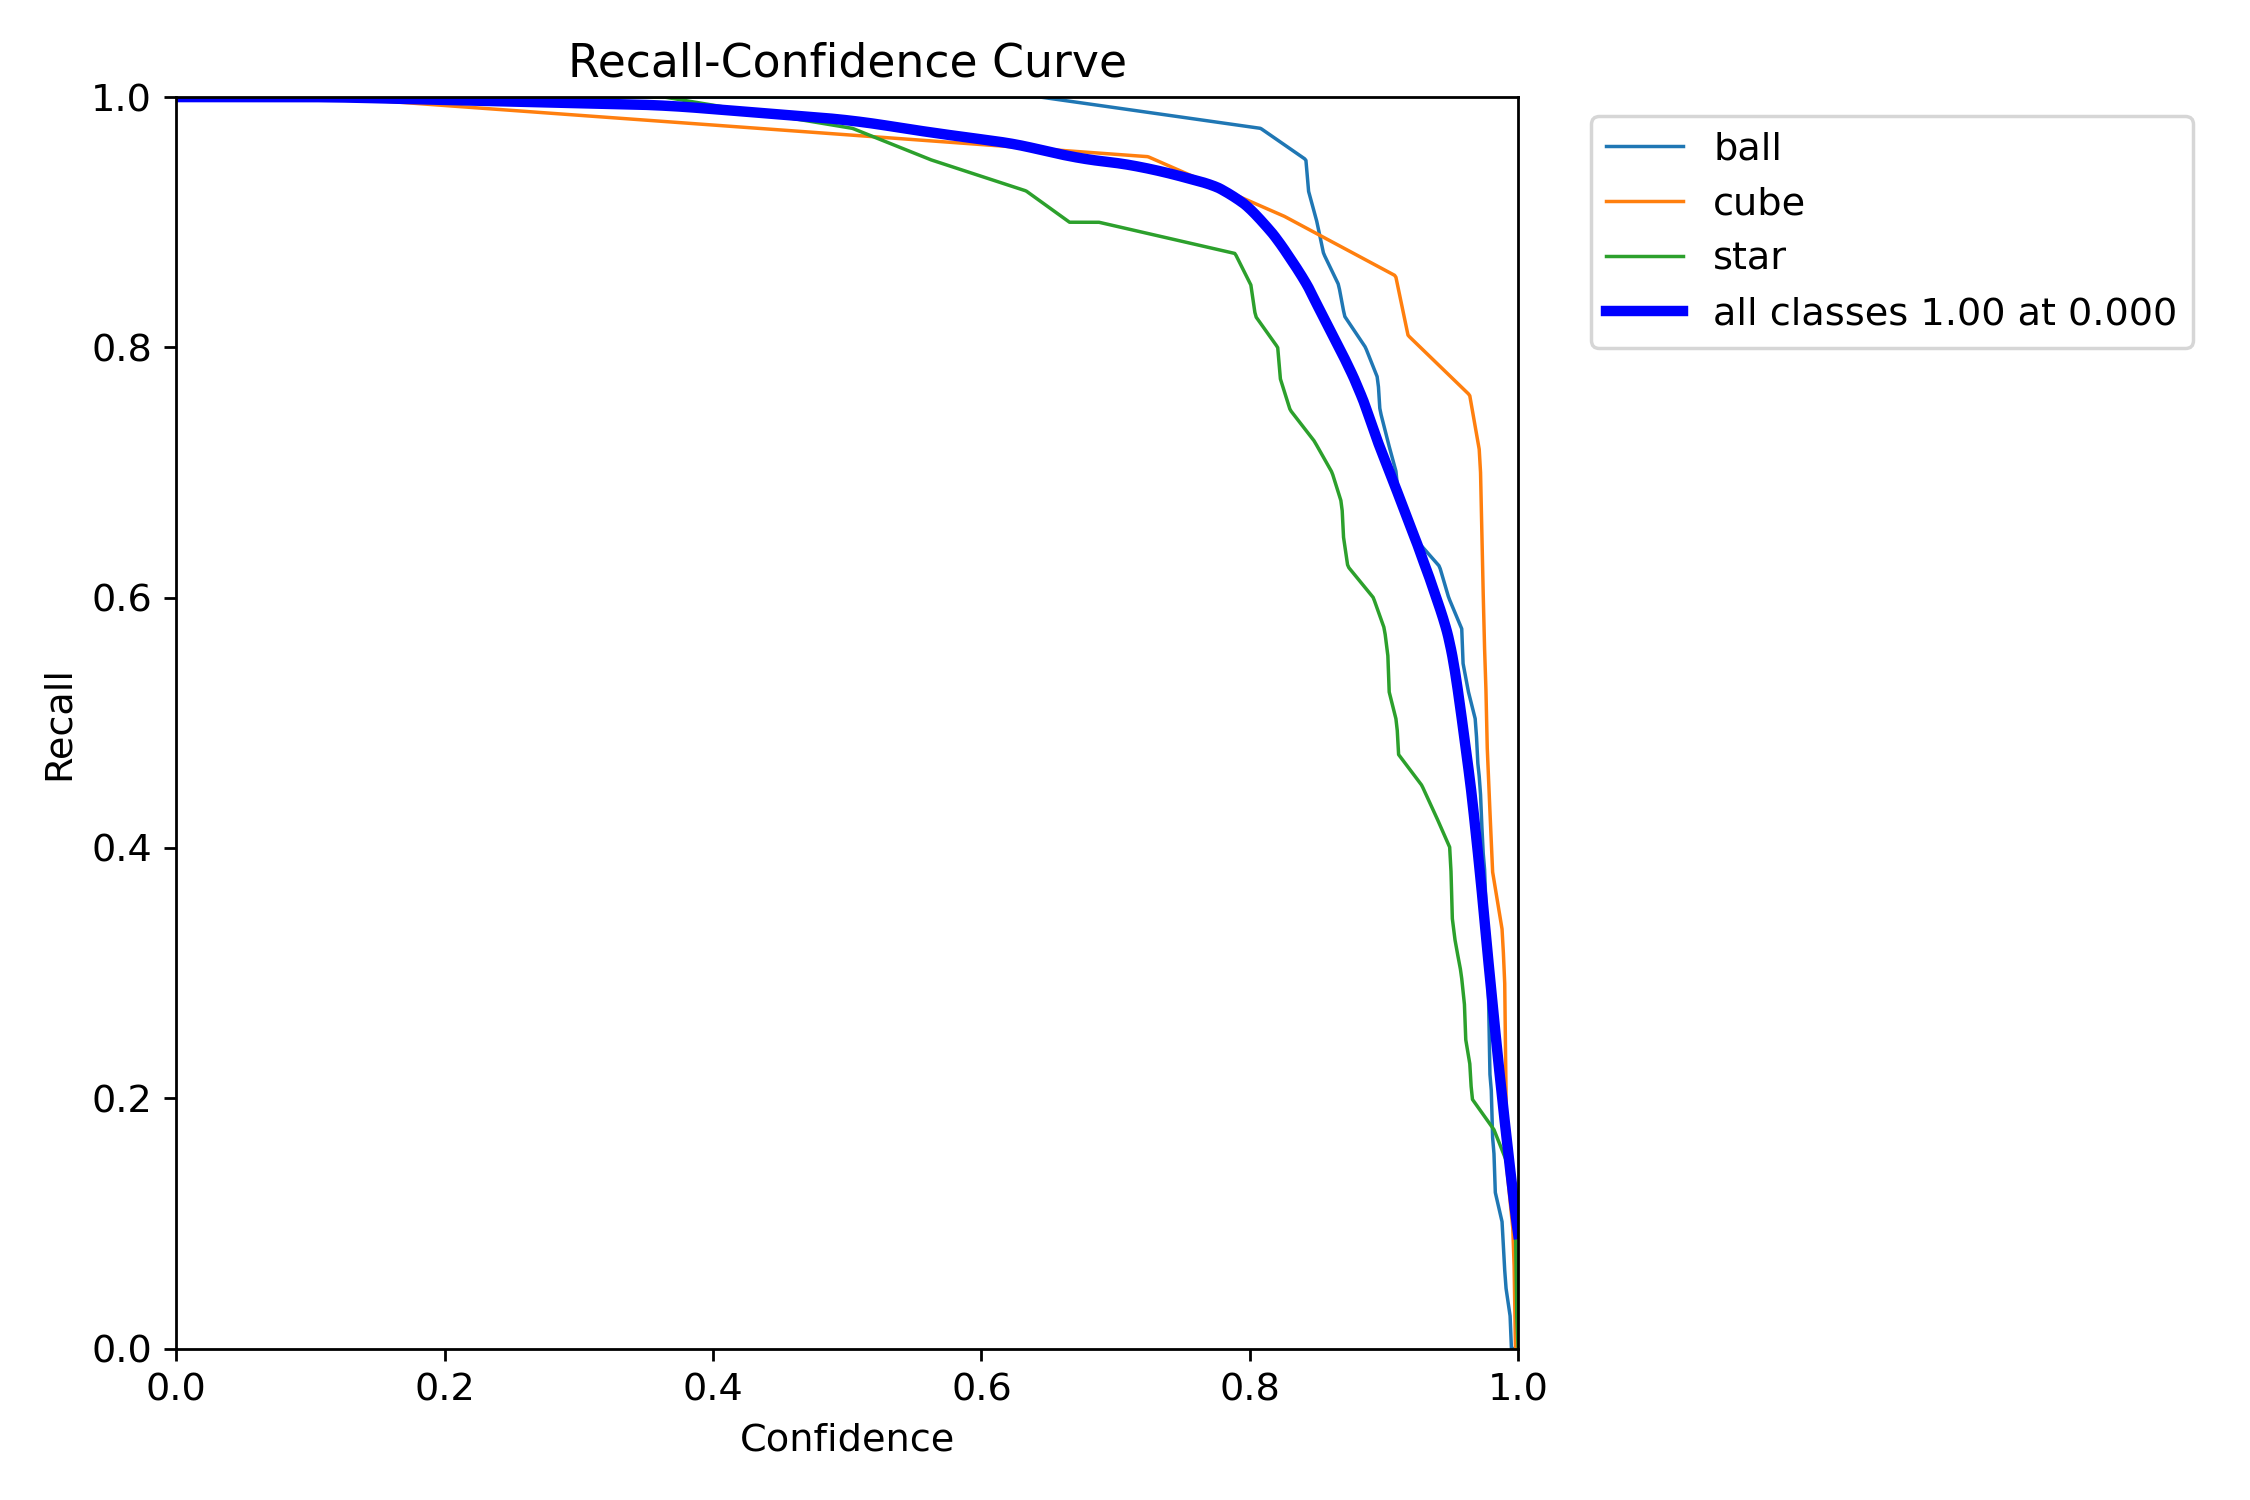 Recall-Confidence Curve
1.0
0.8
0.6
0.4
0.2
0.0
Recall
0.0 0.2 0.4 0.6 0.8 1.0
Confidence
ball
cube
star
all classes 1.00 at 0.000